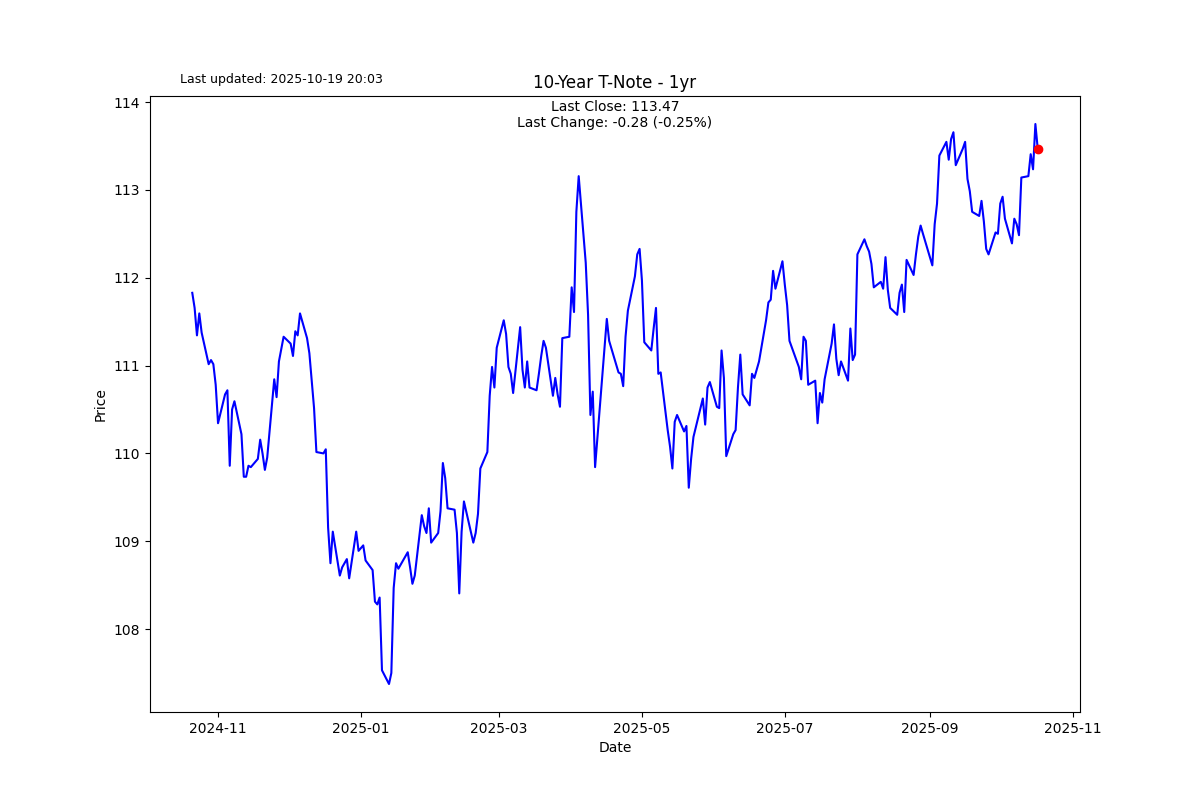 Last updated: 2025-10-19 20:03
10-Year T-Note - 1yr
Last Close: 113.47
Last Change: -0.28 (-0.25%)
114
113
112
111
110
109
108
Price
2024-11
2025-01
2025-03
2025-05
2025-07
2025-09
2025-11
Date